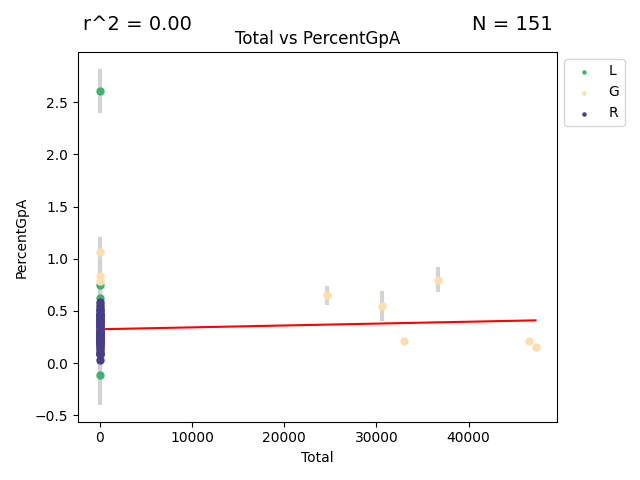 r^2 = 0.00 N = 151
Total vs PercentGpA
L
G
R
2.5
2.0
1.5
1.0
0.5
0.0
−0.5
PercentGpA
0 10000 20000 30000 40000
Total